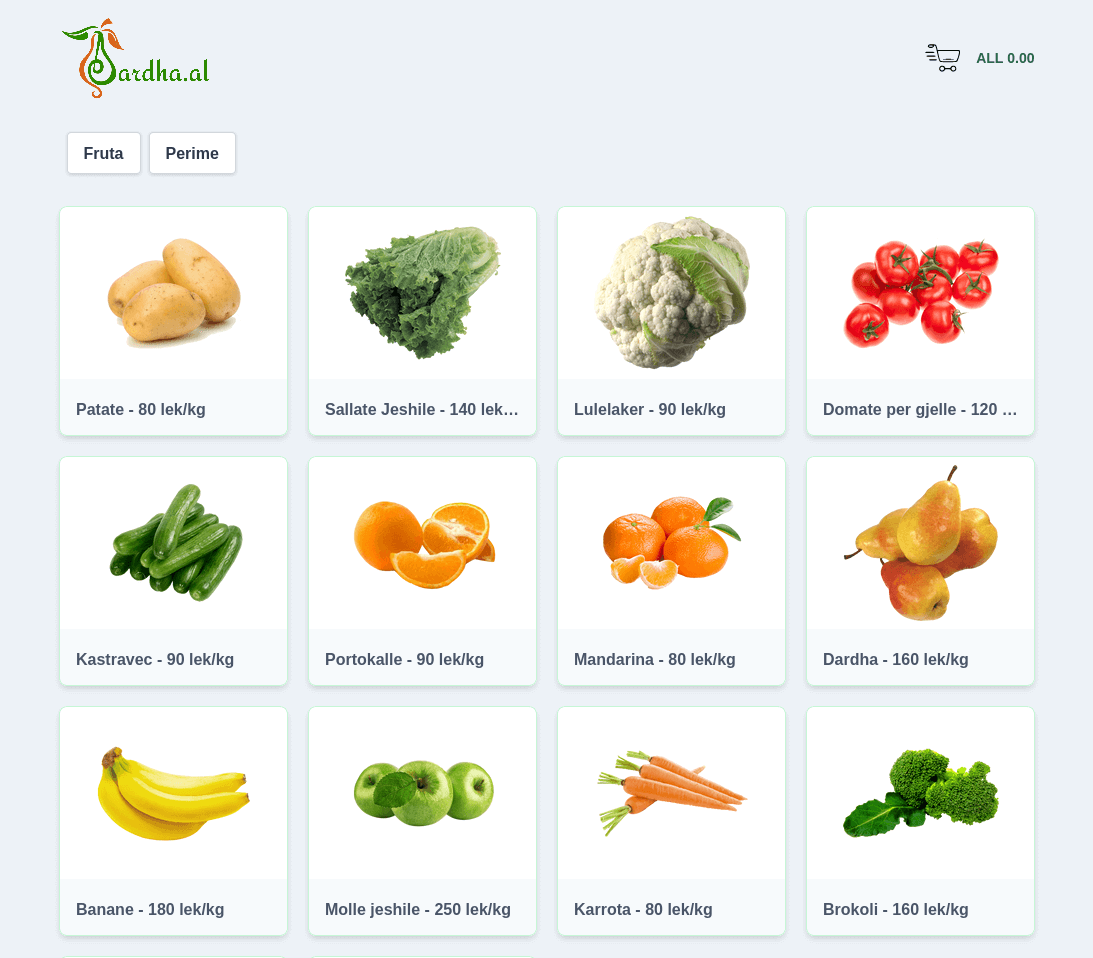 Dardha.al
ALL 0.00
Fruta
Perime
Patate - 80 lek/kg
Sallate Jeshile - 140 lek…
Lulelaker - 90 lek/kg
Domate per gjelle - 120 …
Kastravec - 90 lek/kg
Portokalle - 90 lek/kg
Mandarina - 80 lek/kg
Dardha - 160 lek/kg
Banane - 180 lek/kg
Molle jeshile - 250 lek/kg
Karrota - 80 lek/kg
Brokoli - 160 lek/kg